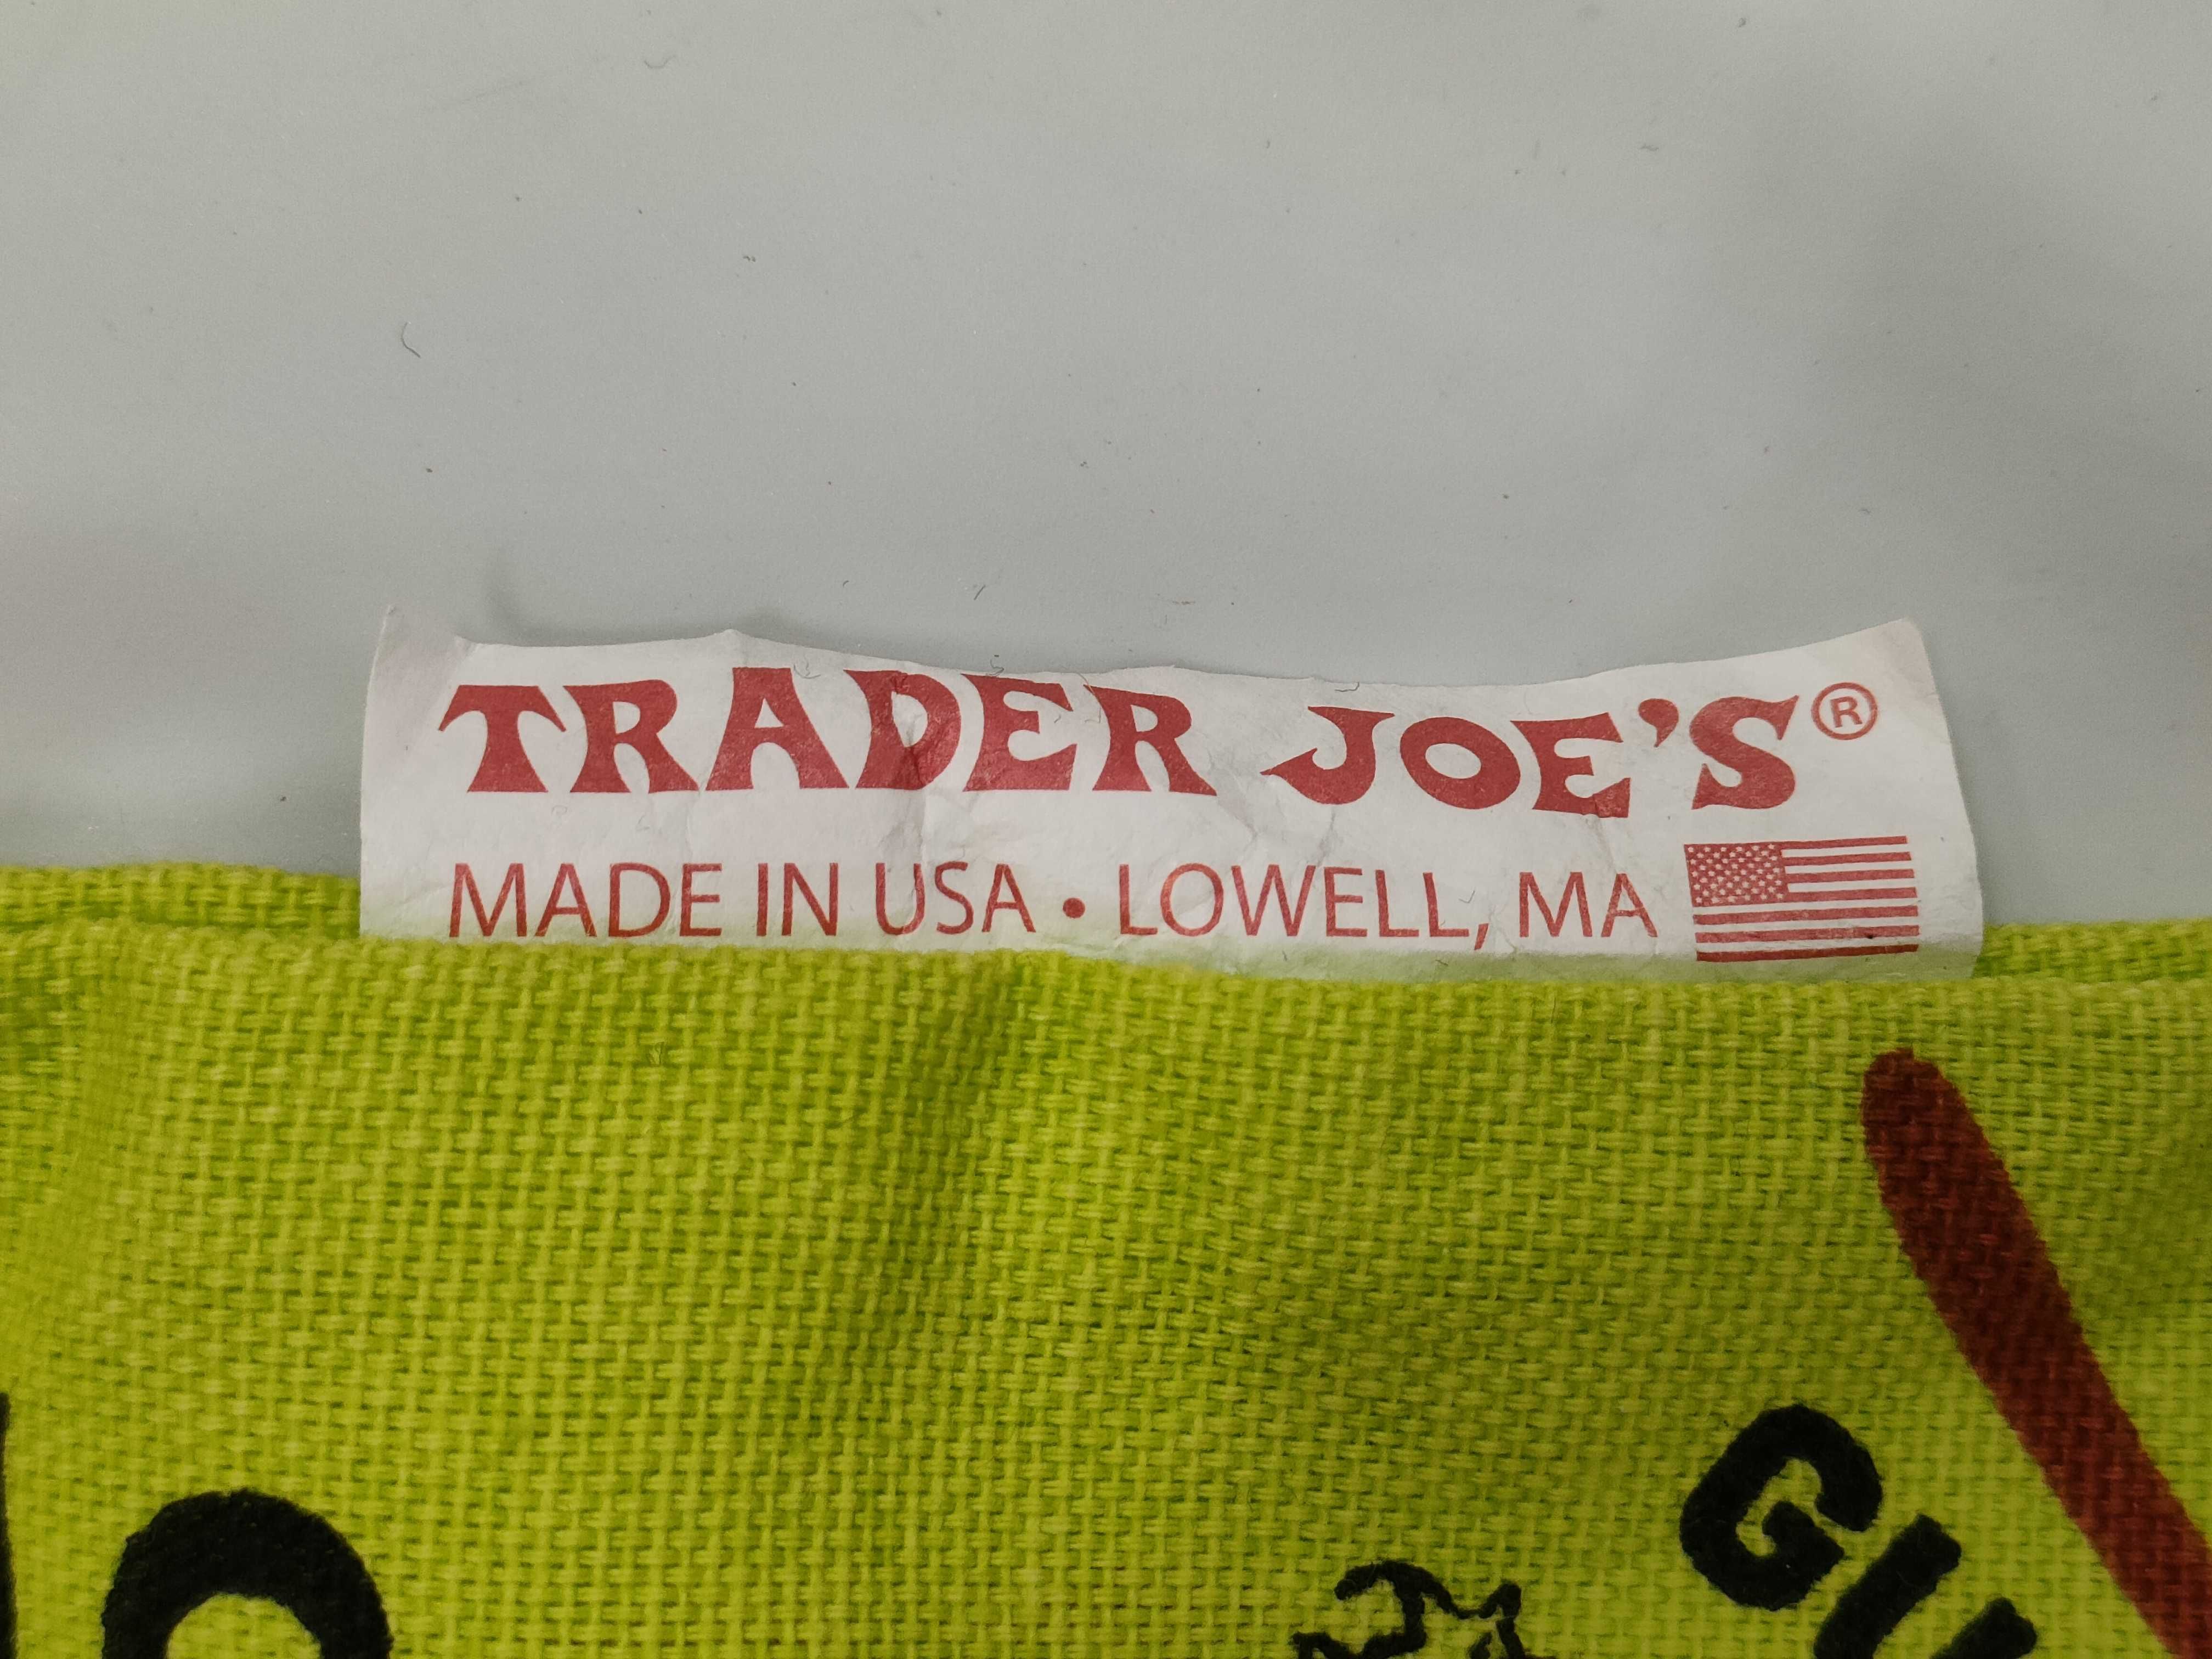 TRADER JOE'S®
MADE IN USA • LOWELL, MA